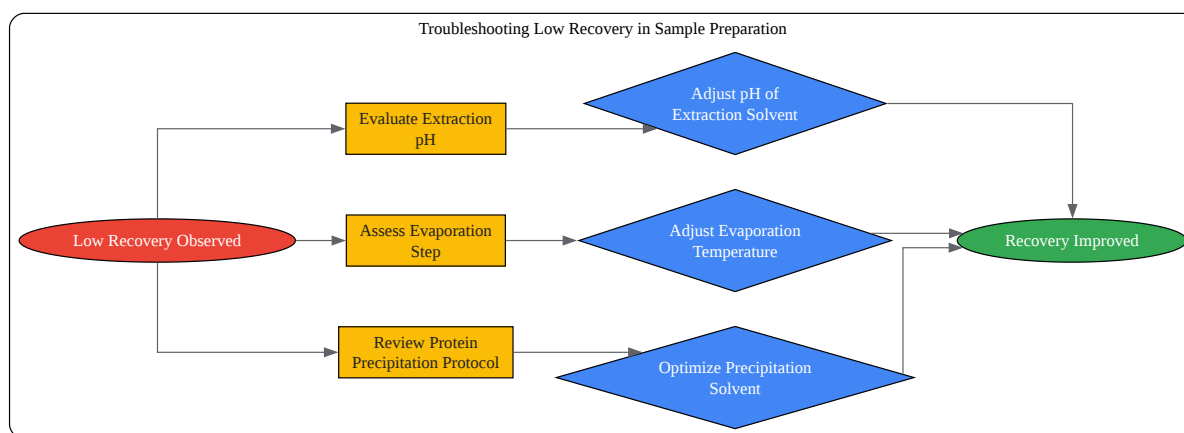 Troubleshooting Low Recovery in Sample Preparation
Adjust pH of
Extraction Solvent
Evaluate Extraction
pH
Low Recovery Observed
Assess Evaporation
Step
Adjust Evaporation
Temperature
Recovery Improved
Review Protein
Precipitation Protocol
Optimize Precipitation
Solvent